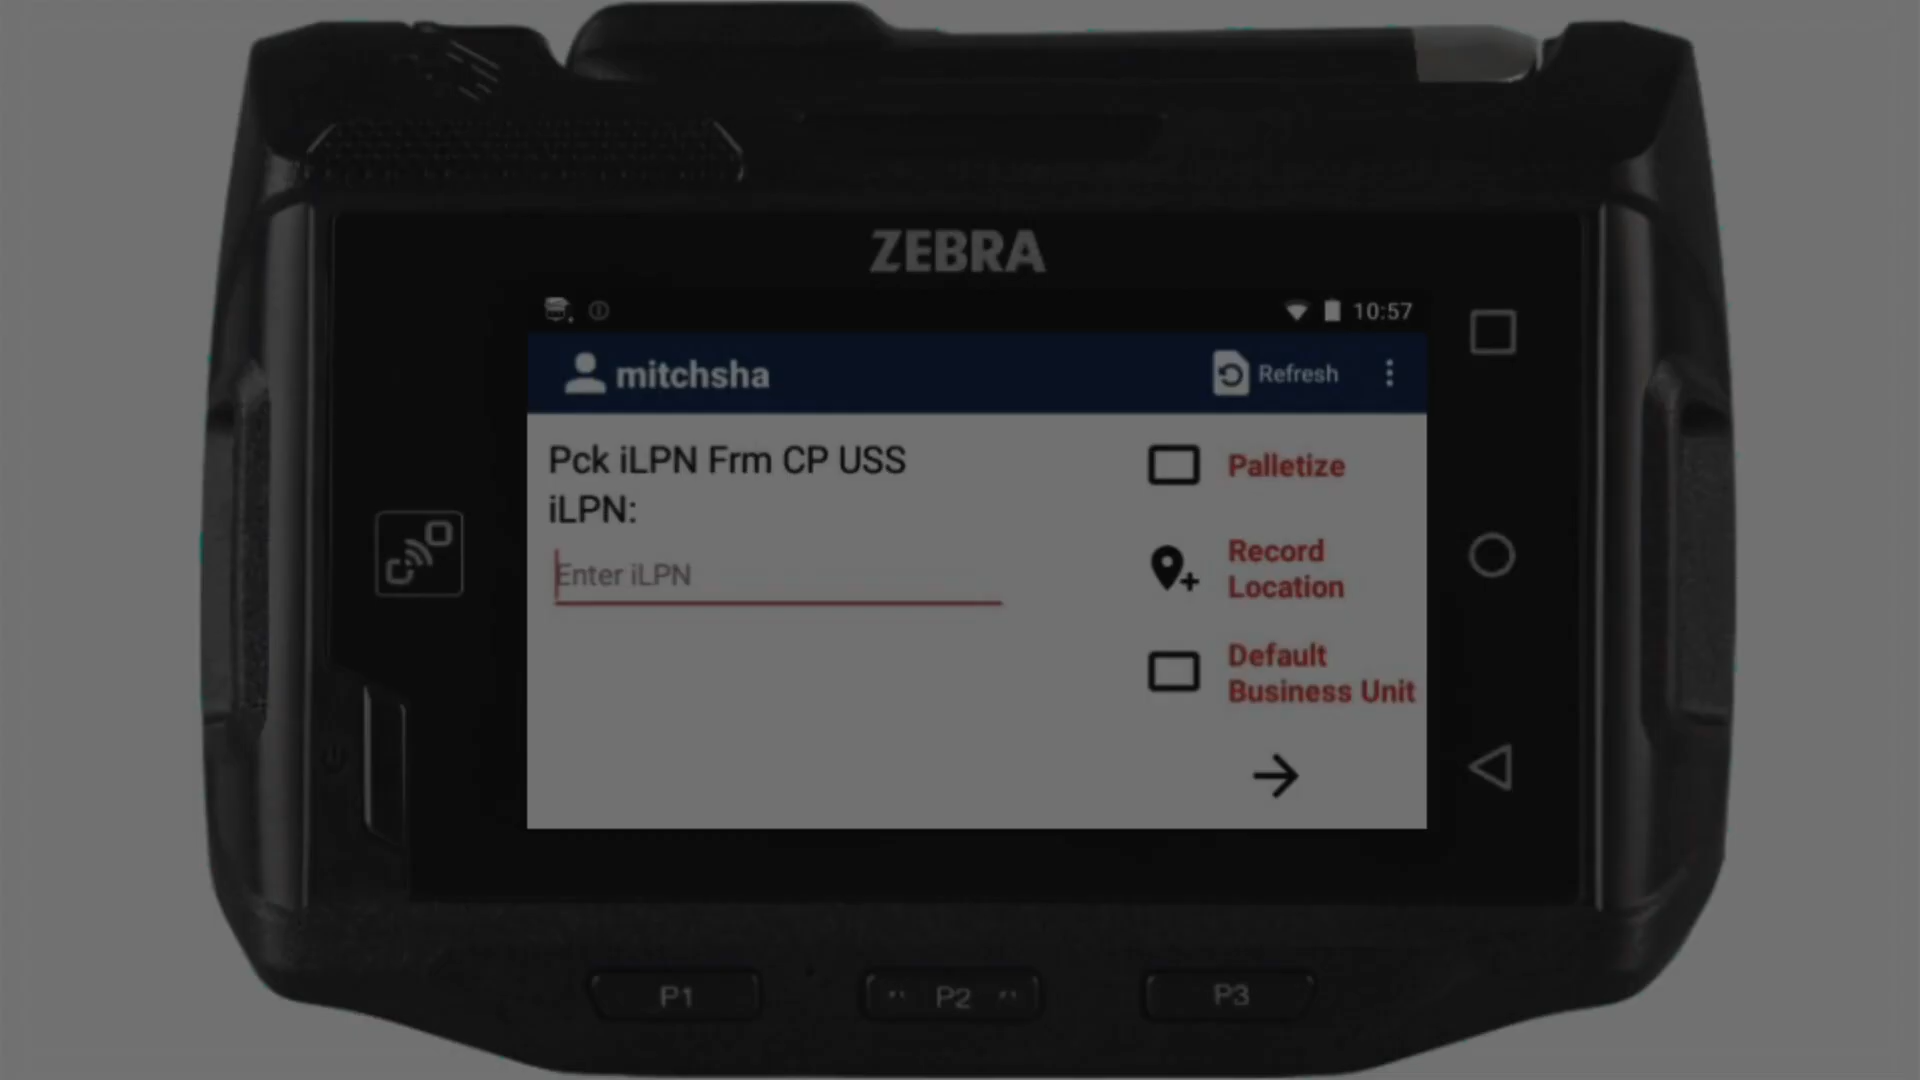 ZEBRA
10:57
mitchsha
Refresh
Pck iLPN Frm CP USS
iLPN:
Enter iLPN
Palletize
Record
Location
Default
Business Unit
P1
P2
P3